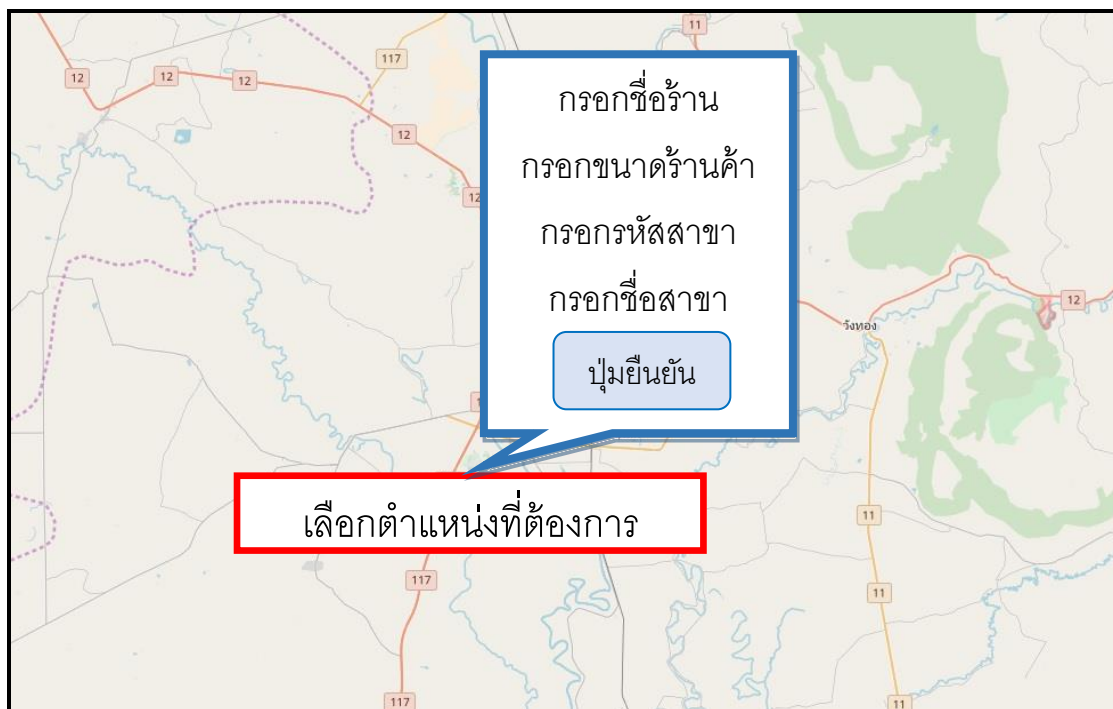 11
117
12
12
12
12
12
กรอกชื่อร้าน
กรอกขนาดร้านค้า
กรอกรหัสสาขา
กรอกชื่อสาขา
ปุ่มยืนยัน
12
วังทอง
เลือกตำแหน่งที่ต้องการ
11
117
11
117
11